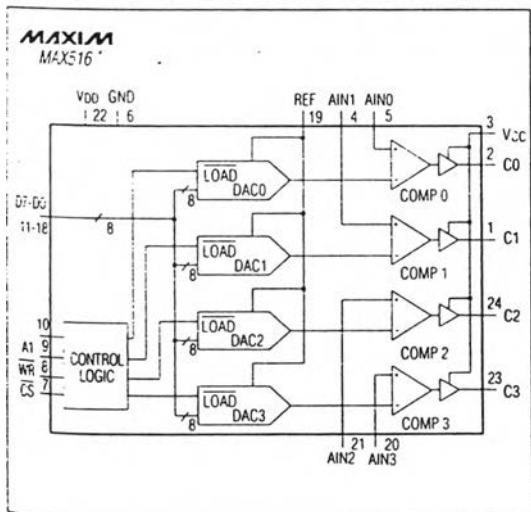 MAXIM
MAX516
VDD GND
22 6
REF AIN1 AIN0
19 4 5
3 VCC
2 C0
LOAD
DAC0
COMP 0
D7-D0
11-18
8
8
LOAD
DAC1
8
COMP 1
1 C1
LOAD
DAC2
8
COMP 2
24 C2
10
A1 9
WR 8
CS 7
CONTROL
LOGIC
LOAD
DAC3
8
COMP 3
23 C3
21 20
AIN2 AIN3